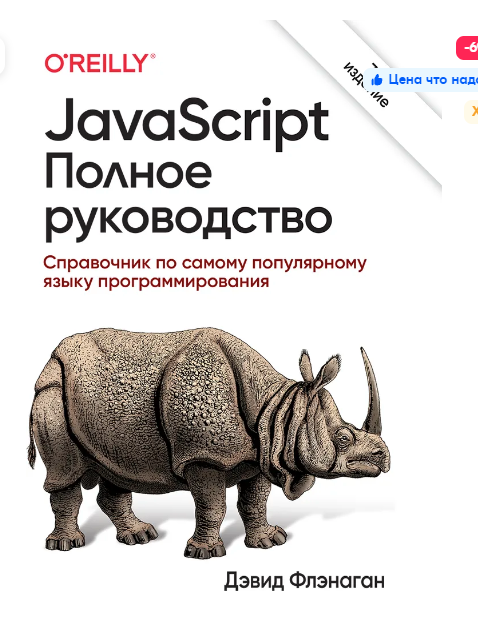 O'REILLY®
издание
Цена что надо
JavaScript
Полное
руководство
Справочник по самому популярному
языку программирования
Дэвид Флэнаган